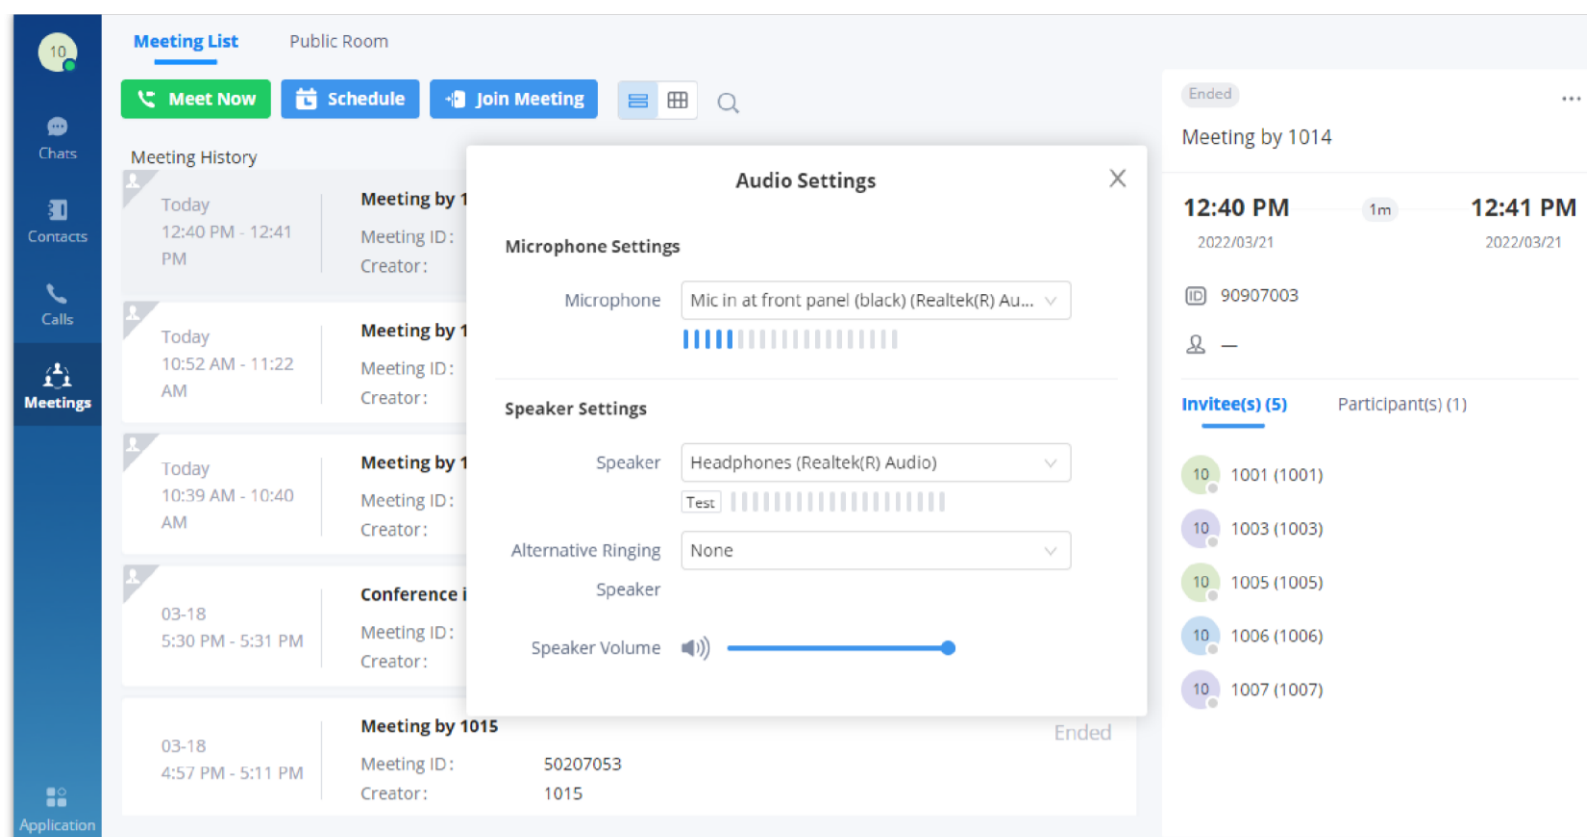 10
Chats
Contacts
Calls
Meetings
Application
Meeting List Public Room
Meet Now Schedule Join Meeting
Meeting History
Today
12:40 PM - 12:41
PM
Meeting by 1
Meeting ID:
Creator:
Today
10:52 AM - 11:22
AM
Meeting by 1
Meeting ID:
Creator:
Today
10:39 AM - 10:40
AM
Meeting by 1
Meeting ID:
Creator:
03-18
5:30 PM - 5:31 PM
Conference i
Meeting ID:
Creator:
03-18
4:57 PM - 5:11 PM
Meeting by 1015
Meeting ID: 50207053
Creator: 1015
Ended
Audio Settings
Microphone Settings
Microphone Mic in at front panel (black) (Realtek(R) Au...
Speaker Settings
Speaker Headphones (Realtek(R) Audio)
Test
Alternative Ringing None
Speaker
Speaker Volume
Ended
...
Meeting by 1014
12:40 PM 1m 12:41 PM
2022/03/21 2022/03/21
ID 90907003
—
Invitee(s) (5) Participant(s) (1)
10 1001 (1001)
10 1003 (1003)
10 1005 (1005)
10 1006 (1006)
10 1007 (1007)